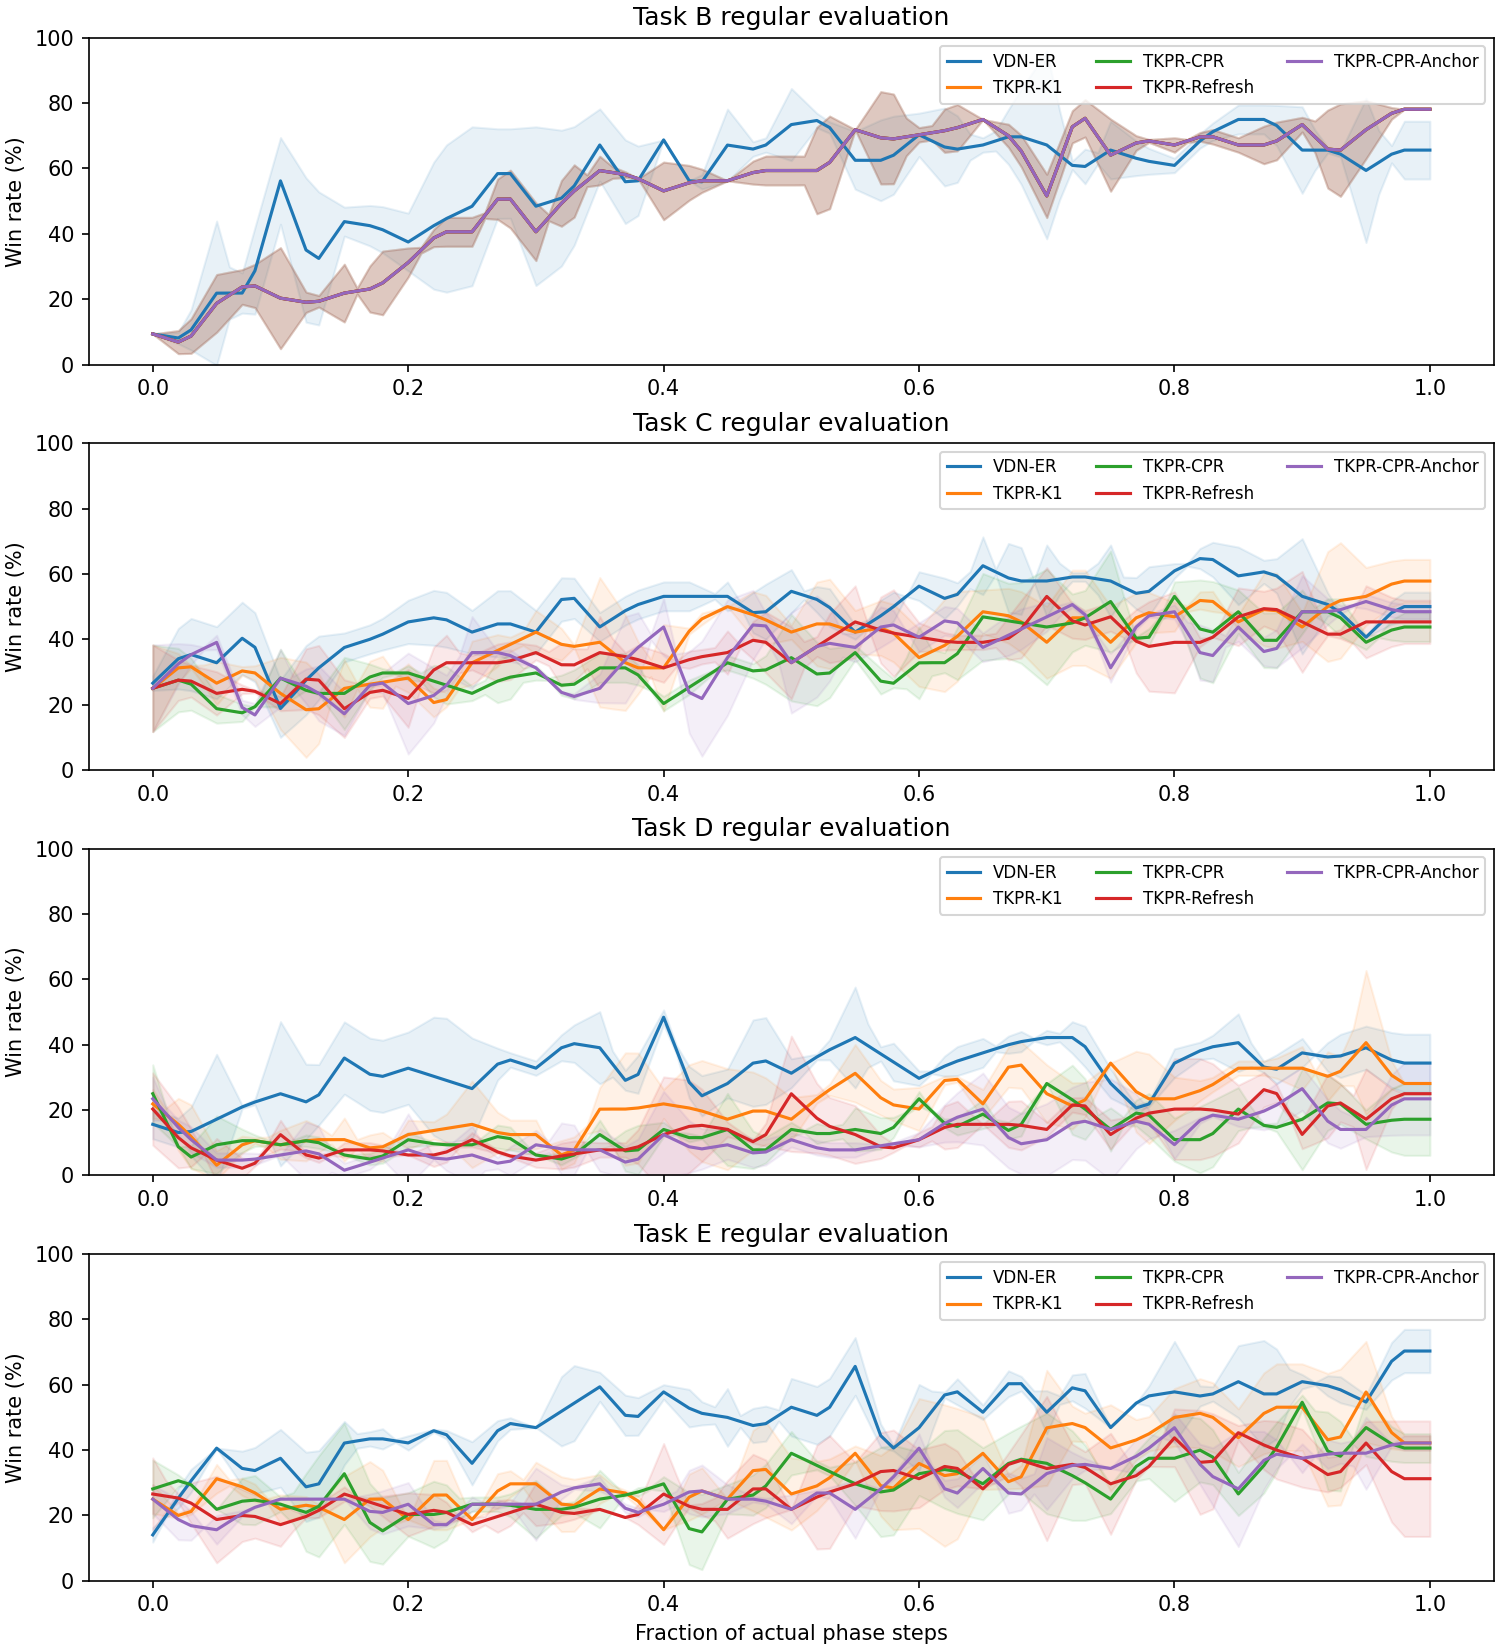 Task B regular evaluation
Win rate (%)
100
80
60
40
20
0
VDN-ER TKPR-CPR TKPR-CPR-Anchor
TKPR-K1 TKPR-Refresh
0.0 0.2 0.4 0.6 0.8 1.0
Task C regular evaluation
Win rate (%)
100
80
60
40
20
0
VDN-ER TKPR-CPR TKPR-CPR-Anchor
TKPR-K1 TKPR-Refresh
0.0 0.2 0.4 0.6 0.8 1.0
Task D regular evaluation
Win rate (%)
100
80
60
40
20
0
VDN-ER TKPR-CPR TKPR-CPR-Anchor
TKPR-K1 TKPR-Refresh
0.0 0.2 0.4 0.6 0.8 1.0
Task E regular evaluation
Win rate (%)
100
80
60
40
20
0
VDN-ER TKPR-CPR TKPR-CPR-Anchor
TKPR-K1 TKPR-Refresh
0.0 0.2 0.4 0.6 0.8 1.0
Fraction of actual phase steps